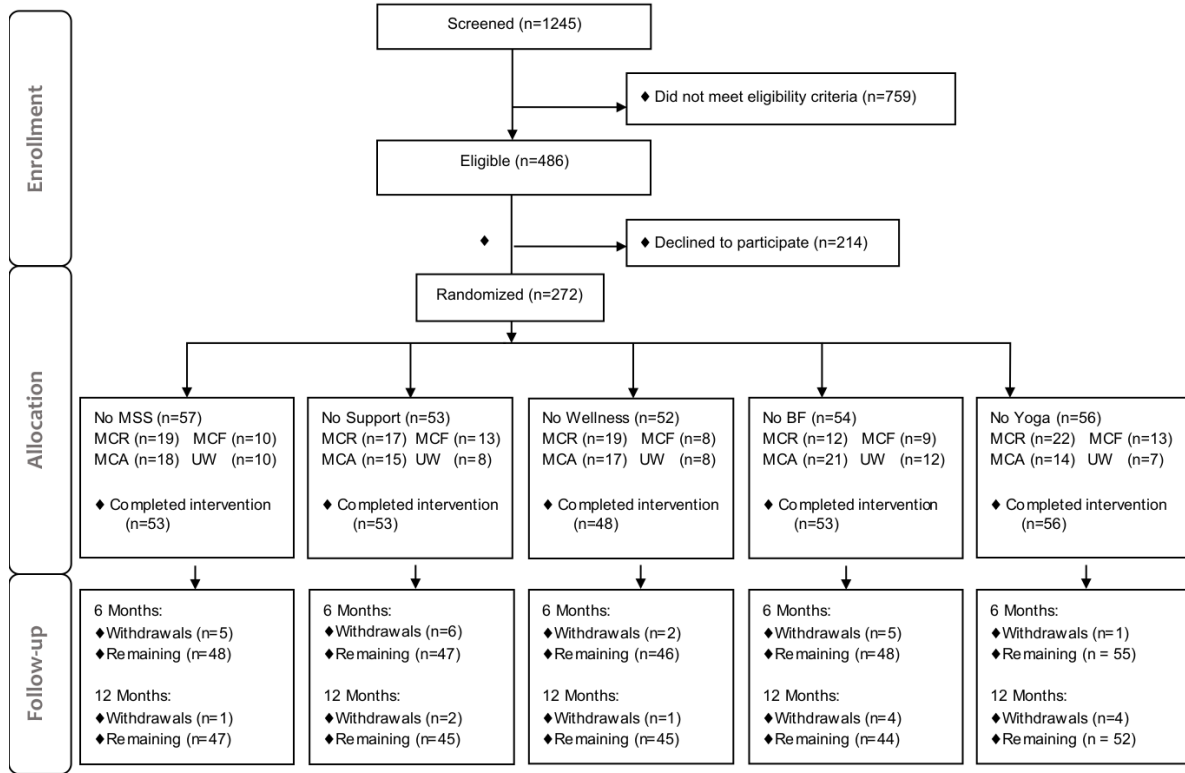 Enrollment
Screened (n=1245)
♦ Did not meet eligibility criteria (n=759)
Eligible (n=486)
♦
♦ Declined to participate (n=214)
Allocation
Randomized (n=272)
No MSS (n=57)
MCR (n=19) MCF (n=10)
MCA (n=18) UW (n=10)
♦ Completed intervention
(n=53)
No Support (n=53)
MCR (n=17) MCF (n=13)
MCA (n=15) UW (n=8)
♦ Completed intervention
(n=53)
No Wellness (n=52)
MCR (n=19) MCF (n=8)
MCA (n=17) UW (n=8)
♦ Completed intervention
(n=48)
No BF (n=54)
MCR (n=12) MCF (n=9)
MCA (n=21) UW (n=12)
♦ Completed intervention
(n=53)
No Yoga (n=56)
MCR (n=22) MCF (n=13)
MCA (n=14) UW (n=7)
♦ Completed intervention
(n=56)
Follow-up
6 Months:
♦Withdrawals (n=5)
♦Remaining (n=48)
12 Months:
♦Withdrawals (n=1)
♦Remaining (n=47)
6 Months:
♦Withdrawals (n=6)
♦Remaining (n=47)
12 Months:
♦Withdrawals (n=2)
♦Remaining (n=45)
6 Months:
♦Withdrawals (n=2)
♦Remaining (n=46)
12 Months:
♦Withdrawals (n=1)
♦Remaining (n=45)
6 Months:
♦Withdrawals (n=5)
♦Remaining (n=48)
12 Months:
♦Withdrawals (n=4)
♦Remaining (n=44)
6 Months:
♦Withdrawals (n=1)
♦Remaining (n = 55)
12 Months:
♦Withdrawals (n=4)
♦Remaining (n = 52)